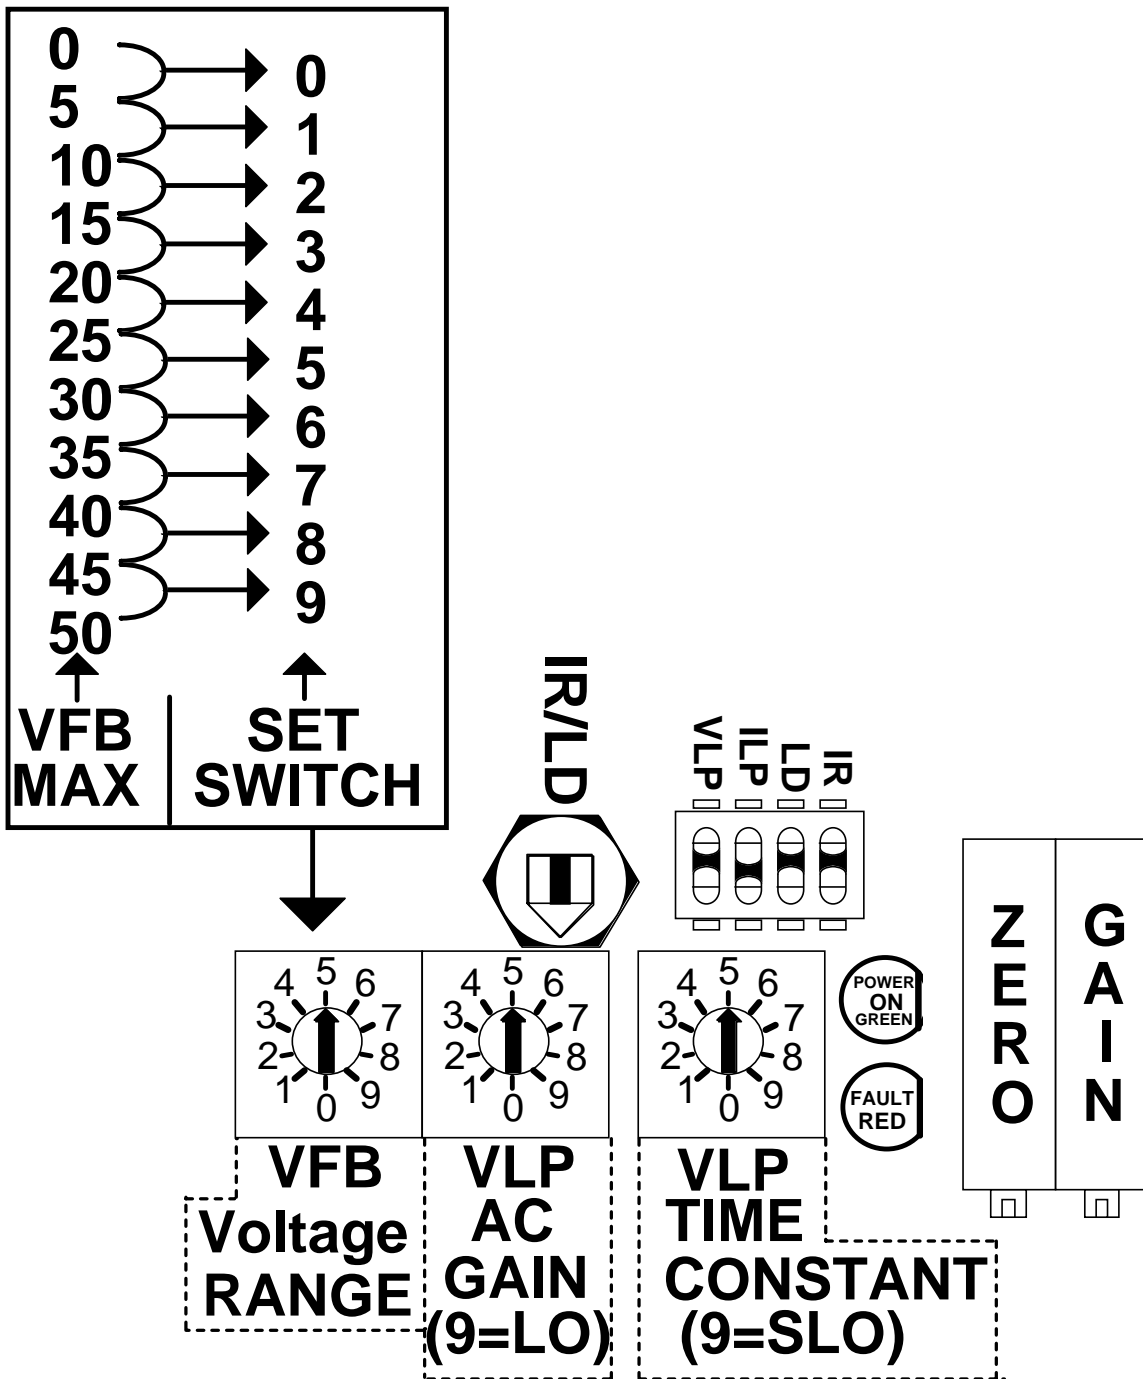 0
5
10
15
20
25
30
35
40
45
50
0
1
2
3
4
5
6
7
8
9
VFB
MAX
SET
SWITCH
IR/LD
VLP
ILP
LD
IR
0
1
2
3
4
5
6
7
8
9
VFB
Voltage
RANGE
0
1
2
3
4
5
6
7
8
9
VLP
AC
GAIN
(9=LO)
0
1
2
3
4
5
6
7
8
9
VLP
TIME
CONSTANT
(9=SLO)
POWER
ON
GREEN
FAULT
RED
ZERO
GAIN